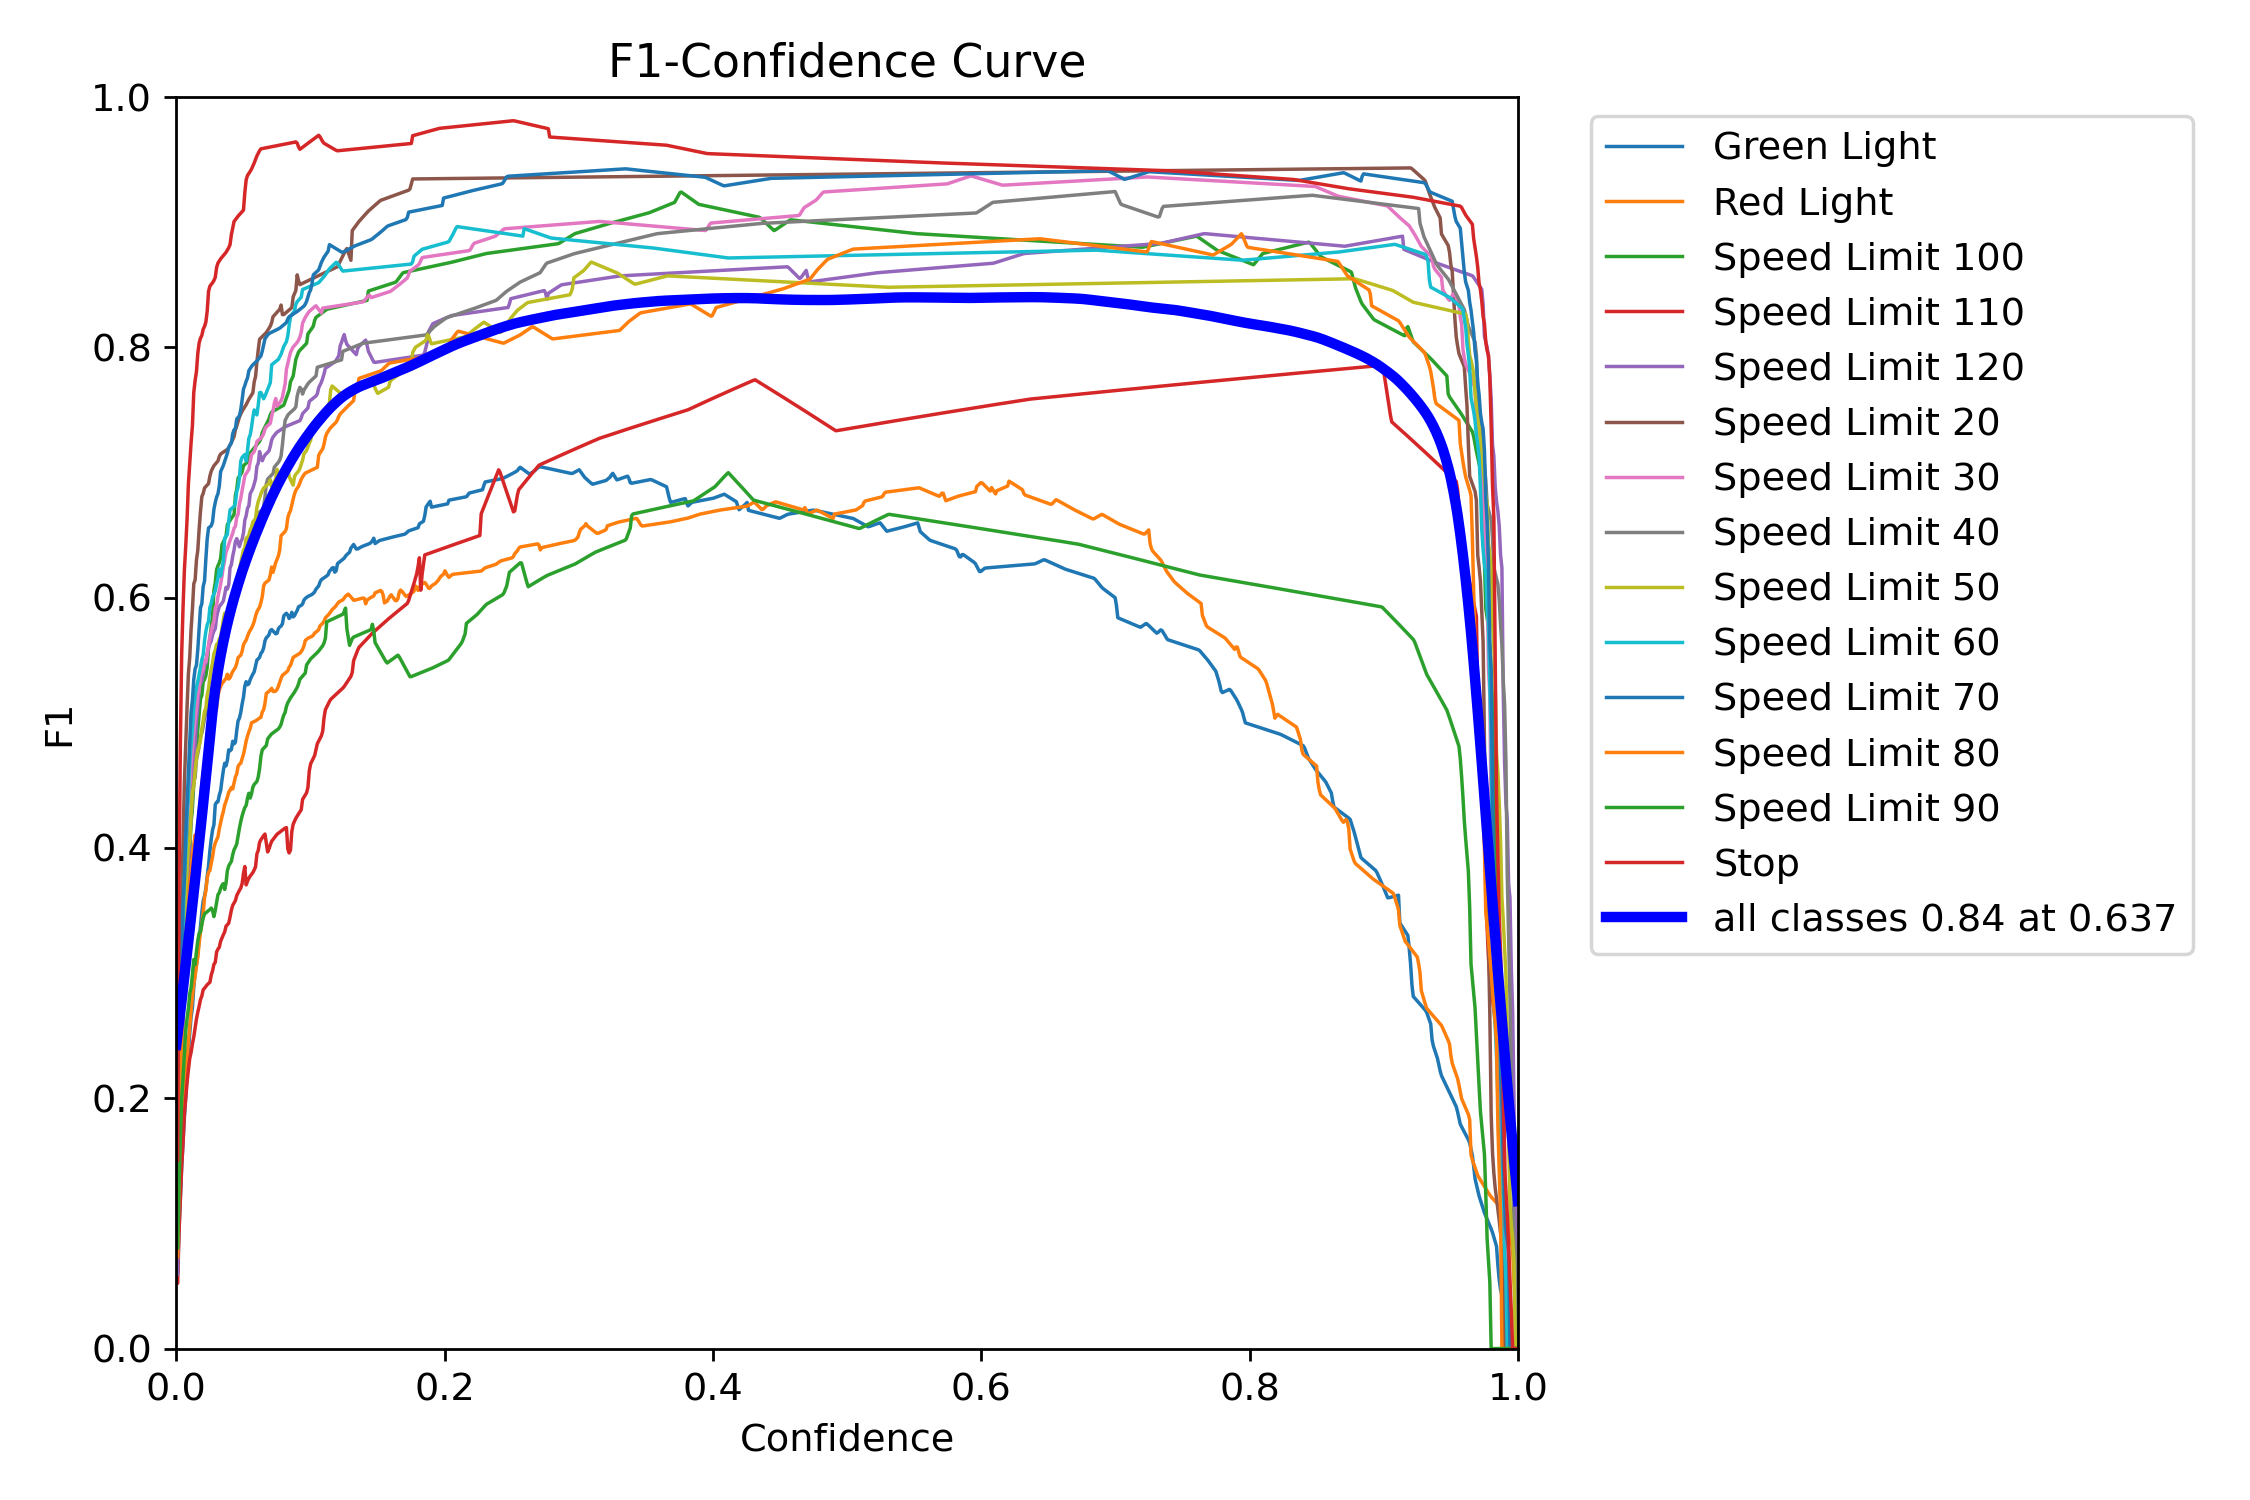 F1-Confidence Curve
1.0
0.8
0.6
0.4
0.2
0.0
F1
0.0 0.2 0.4 0.6 0.8 1.0
Confidence
Green Light
Red Light
Speed Limit 100
Speed Limit 110
Speed Limit 120
Speed Limit 20
Speed Limit 30
Speed Limit 40
Speed Limit 50
Speed Limit 60
Speed Limit 70
Speed Limit 80
Speed Limit 90
Stop
all classes 0.84 at 0.637